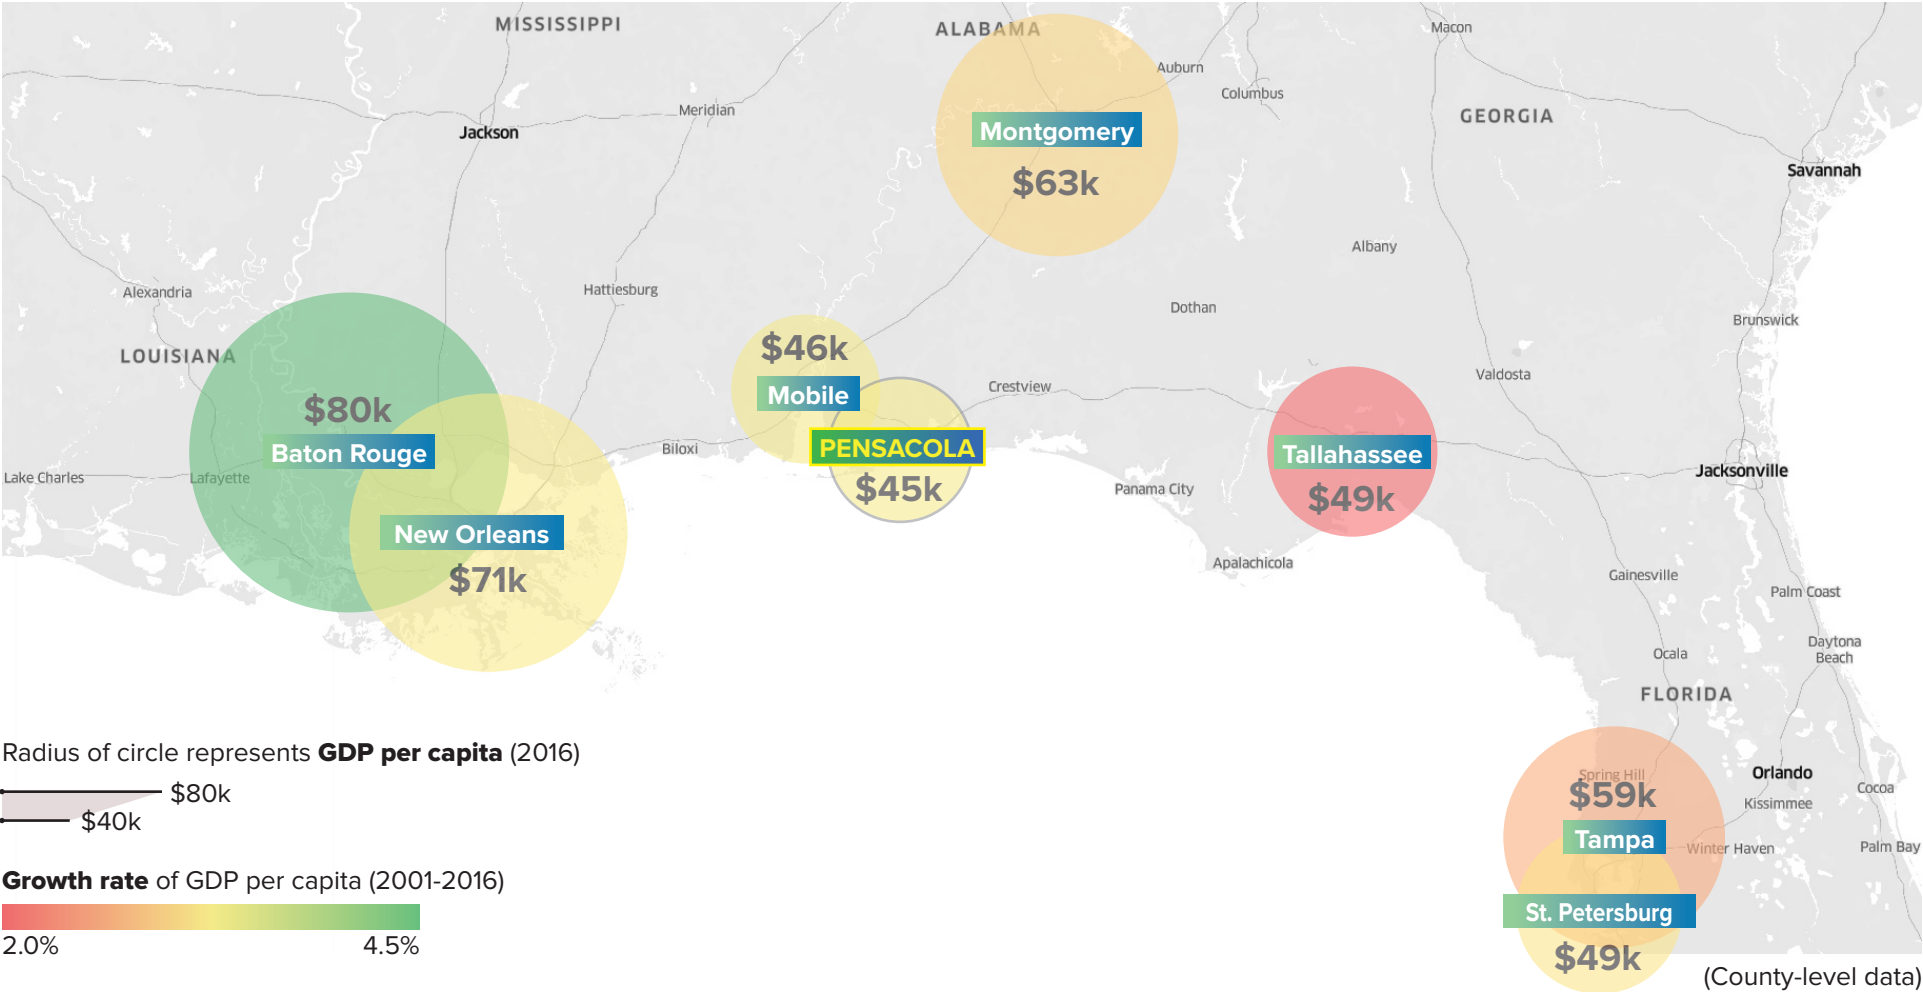 MISSISSIPPI
ALABAMA
Macon
Auburn
Columbus
GEORGIA
Meridian
Jackson
Montgomery
$63k
Savannah
Albany
Alexandria
Hattiesburg
Dothan
Brunswick
LOUISIANA
$46k
Mobile
Crestview
Valdosta
$80k
Baton Rouge
PENSACOLA
$45k
Biloxi
Tallahassee
$49k
Jacksonville
Lake Charles
Lafayette
Panama City
New Orleans
$71k
Apalachicola
Gainesville
Palm Coast
Daytona
Beach
Ocala
FLORIDA
Radius of circle represents GDP per capita (2016)
$80k
$40k
Spring Hill
$59k
Tampa
Orlando
Kissimmee
Cocoa
Winter Haven
Palm Bay
Growth rate of GDP per capita (2001-2016)
2.0%
4.5%
St. Petersburg
$49k
(County-level data)